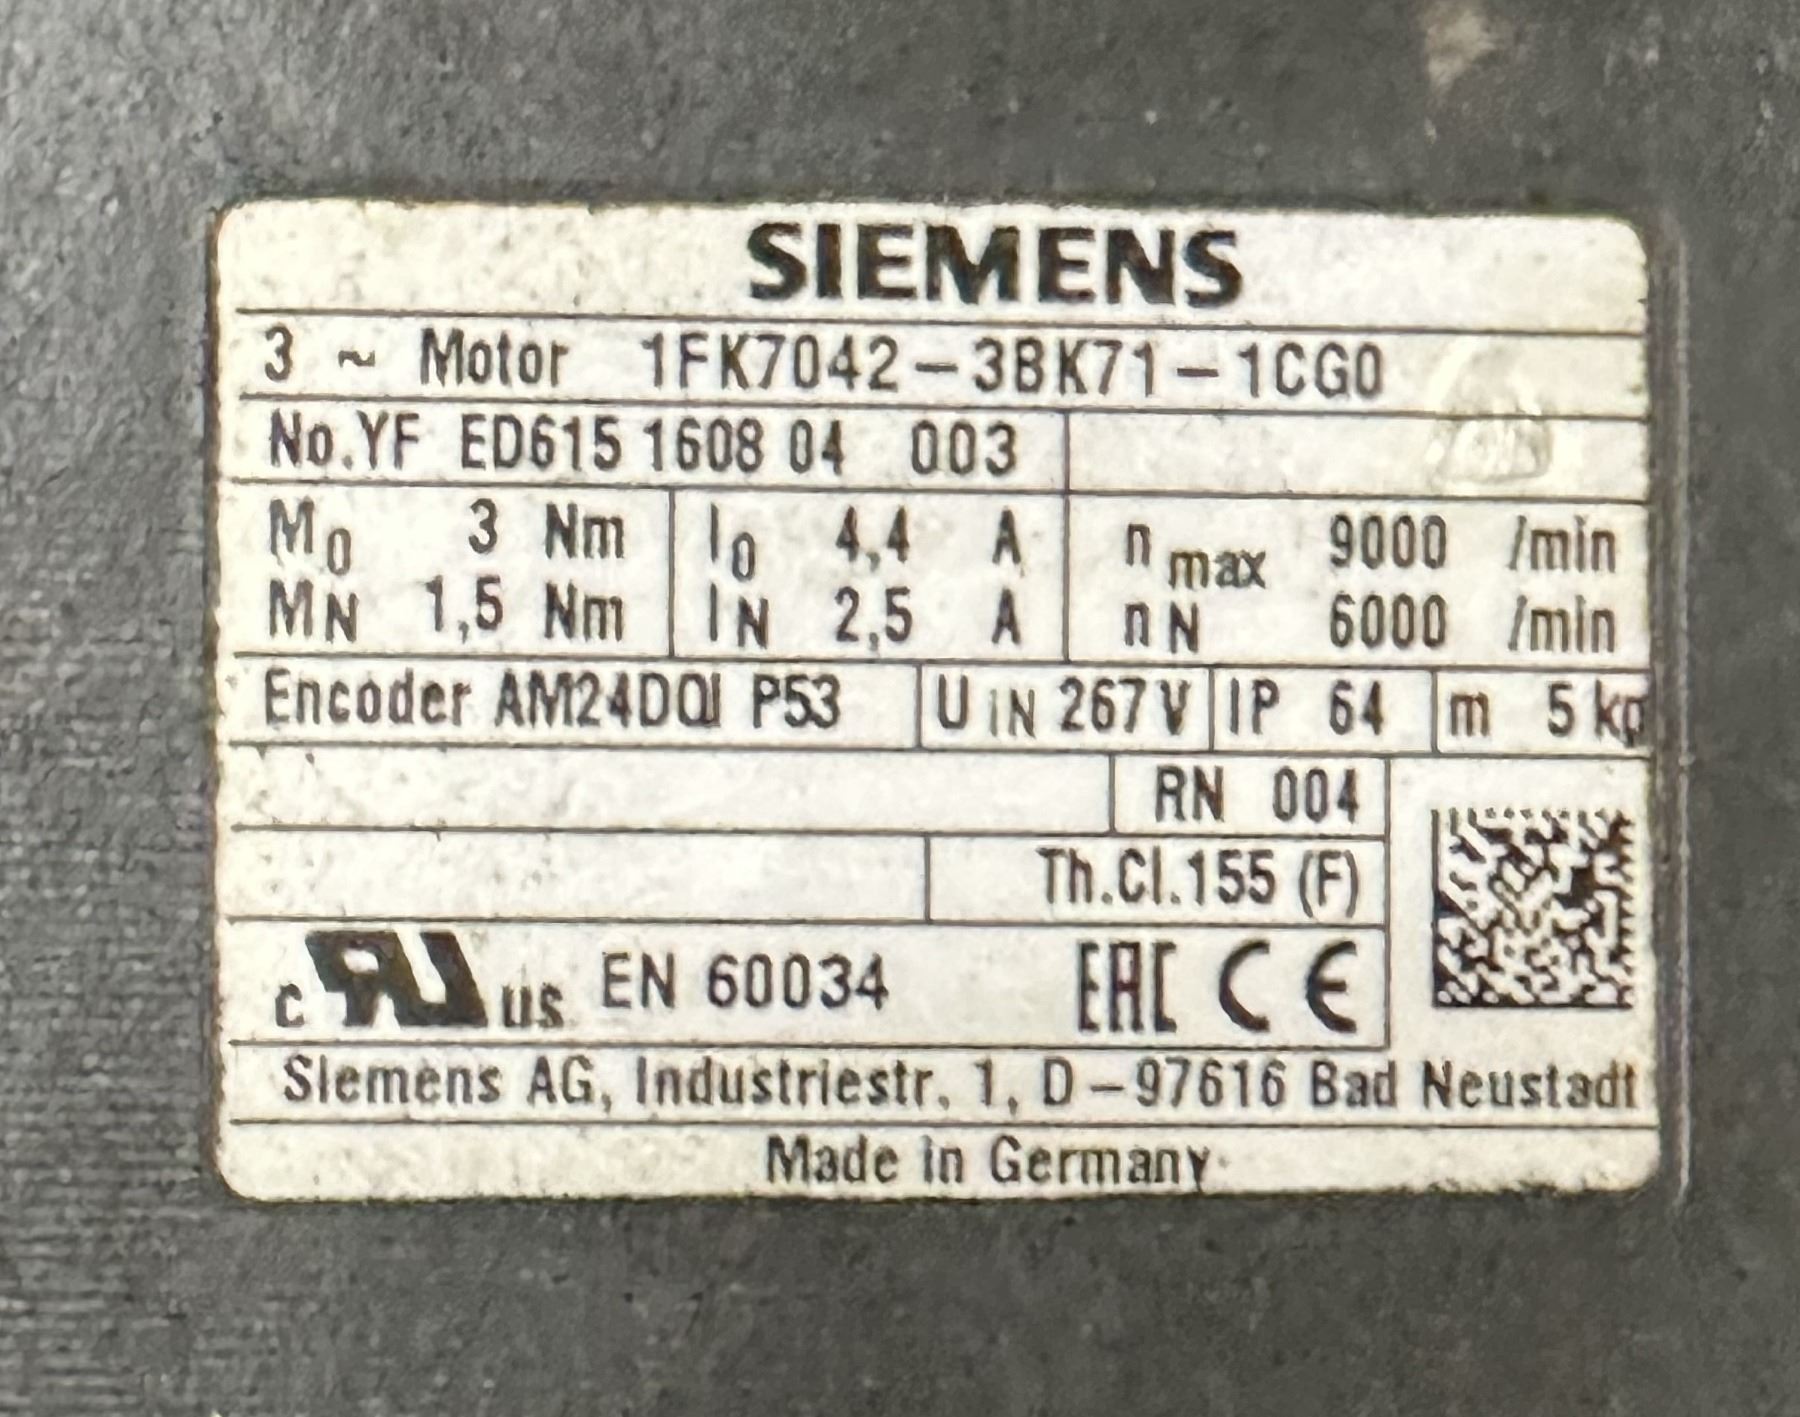 SIEMENS
3 ~ Motor 1FK7042-3BK71-1CG0
No.YF ED615 1608 04 003
M0 3 Nm I0 4,4 A n max 9000 /min
MN 1,5 Nm IN 2,5 A nN 6000 /min
Encoder AM24DQI P53 UIN 267 V IP 64 m 5 kg
RN 004
Th.Cl.155 (F)
c RU us EN 60034 EAC CE
Siemens AG, Industriestr. 1, D-97616 Bad Neustadt
Made in Germany